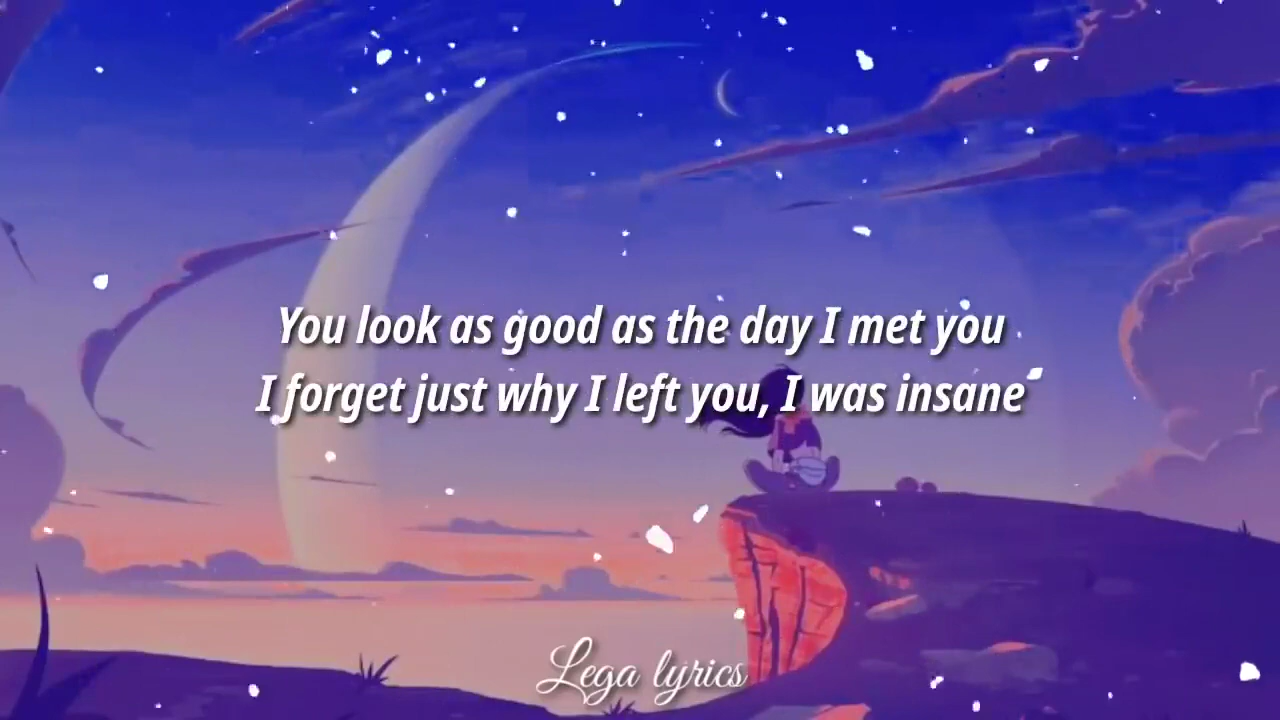 You look as good as the day I met you
I forget just why I left you, I was insane
Lega lyrics